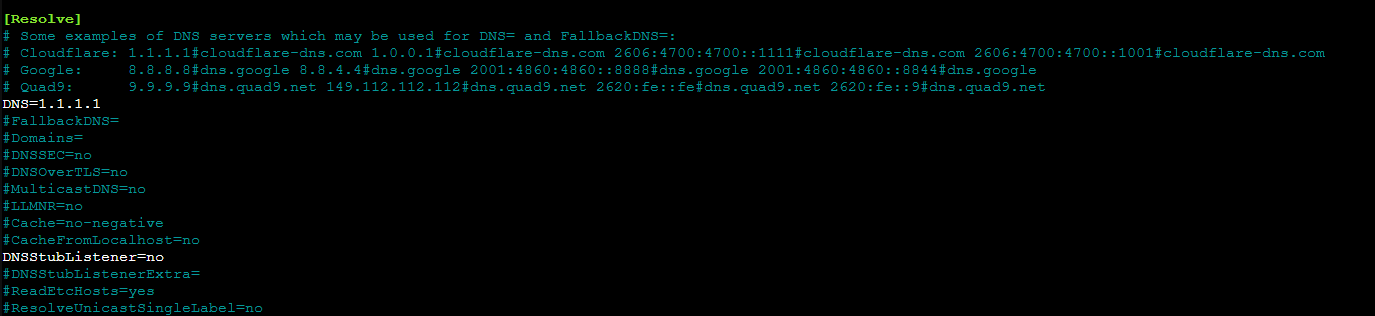 [Resolve]
# Some examples of DNS servers which may be used for DNS= and FallbackDNS=:
# Cloudflare: 1.1.1.1#cloudflare-dns.com 1.0.0.1#cloudflare-dns.com 2606:4700:4700::1111#cloudflare-dns.com 2606:4700:4700::1001#cloudflare-dns.com
# Google:     8.8.8.8#dns.google 8.8.4.4#dns.google 2001:4860:4860::8888#dns.google 2001:4860:4860::8844#dns.google
# Quad9:      9.9.9.9#dns.quad9.net 149.112.112.112#dns.quad9.net 2620:fe::fe#dns.quad9.net 2620:fe::9#dns.quad9.net
DNS=1.1.1.1
#FallbackDNS=
#Domains=
#DNSSEC=no
#DNSOverTLS=no
#MulticastDNS=no
#LLMNR=no
#Cache=no-negative
#CacheFromLocalhost=no
DNSStubListener=no
#DNSStubListenerExtra=
#ReadEtcHosts=yes
#ResolveUnicastSingleLabel=no